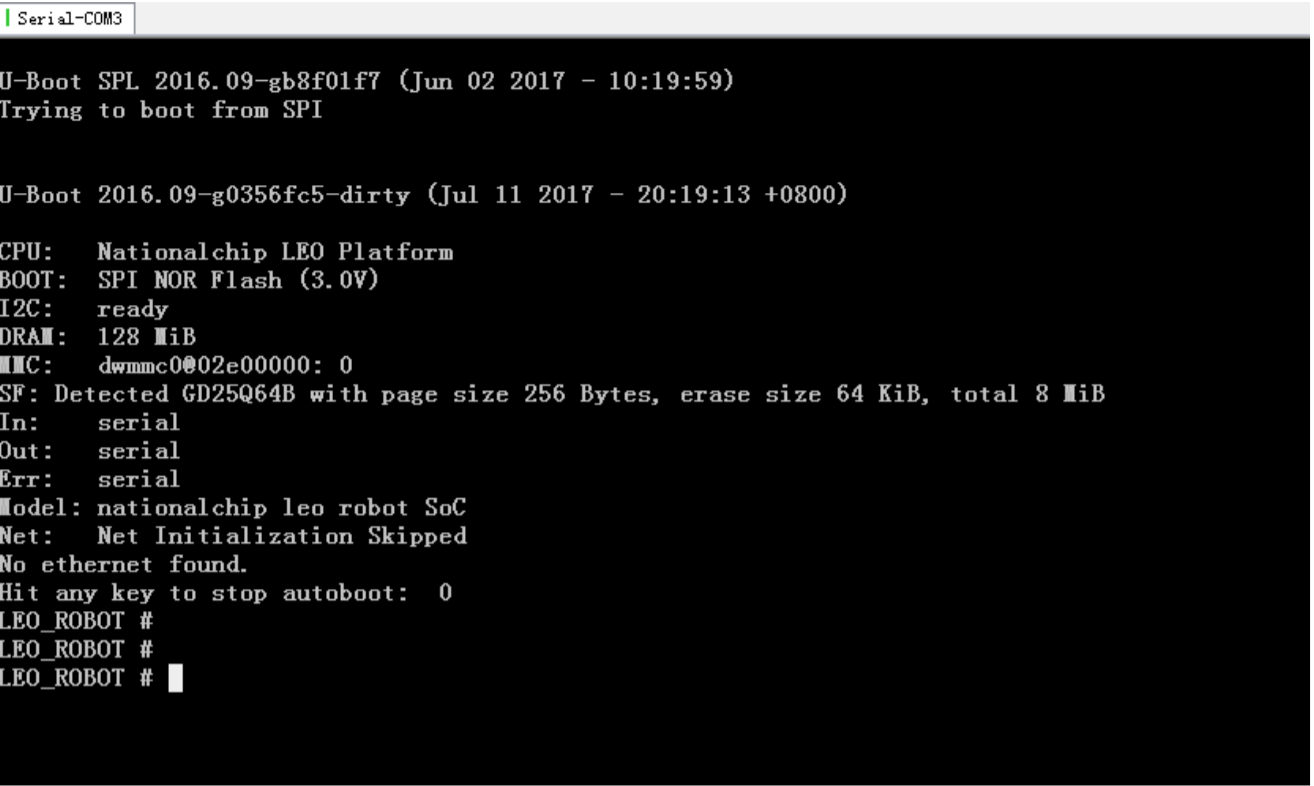 Serial-COM3
U-Boot SPL 2016.09-gb8f01f7 (Jun 02 2017 - 10:19:59)
Trying to boot from SPI
U-Boot 2016.09-g0356fc5-dirty (Jul 11 2017 - 20:19:13 +0800)
CPU:   Nationalchip LEO Platform
BOOT:  SPI NOR Flash (3.0V)
I2C:   ready
DRAM:  128 MiB
MMC:   dwmmc0@02e00000: 0
SF: Detected GD25Q64B with page size 256 Bytes, erase size 64 KiB, total 8 MiB
In:    serial
Out:   serial
Err:   serial
Model: nationalchip leo robot SoC
Net:   Net Initialization Skipped
No ethernet found.
Hit any key to stop autoboot:  0
LEO_ROBOT #
LEO_ROBOT #
LEO_ROBOT #